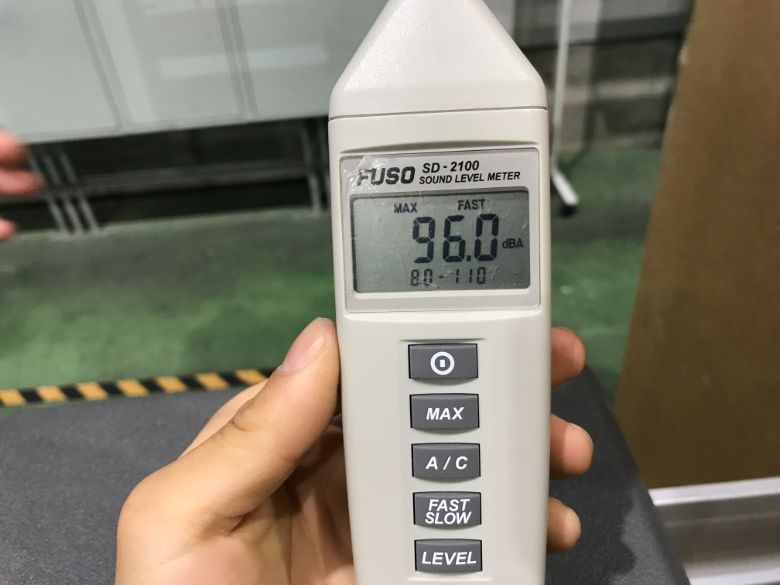 FUSO SD-2100
SOUND LEVEL METER
MAX FAST
96.0 dBA
80-110
MAX
A/C
FAST
SLOW
LEVEL